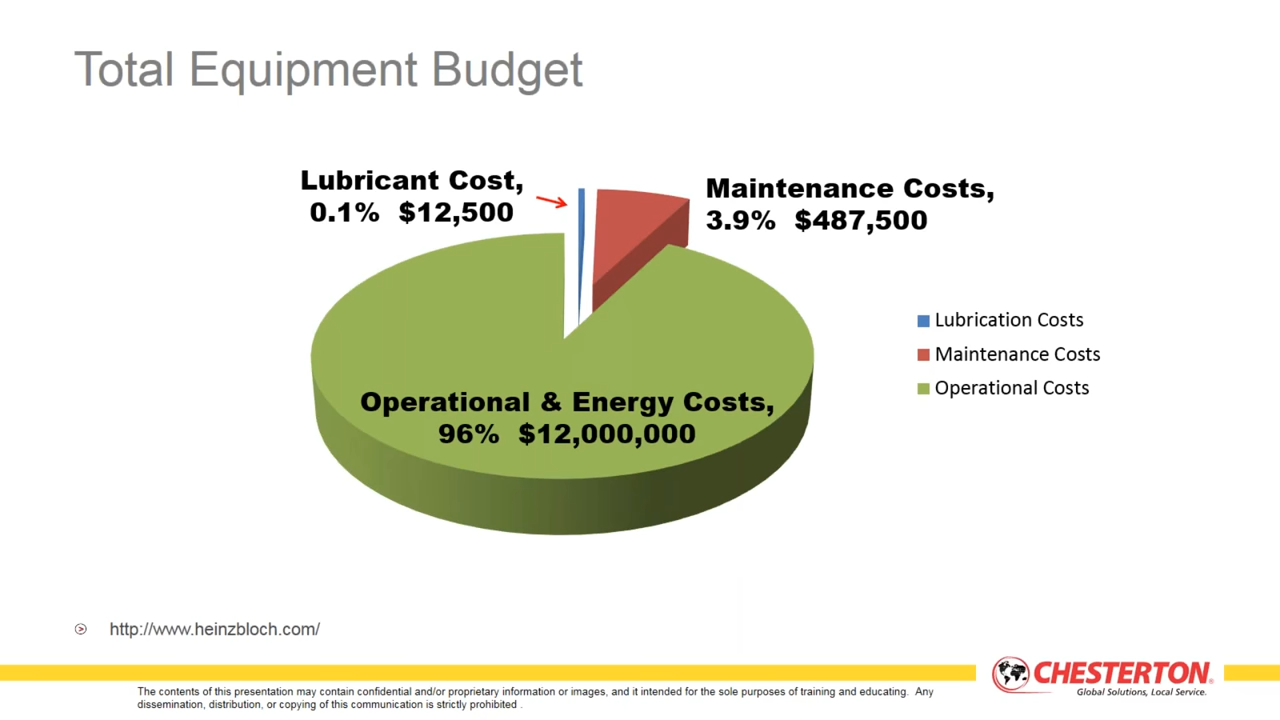 Total Equipment Budget
Lubricant Cost,
0.1% $12,500
Maintenance Costs,
3.9% $487,500
Operational & Energy Costs,
96% $12,000,000
Lubrication Costs
Maintenance Costs
Operational Costs
http://www.heinzbloch.com/
The contents of this presentation may contain confidential and/or proprietary information or images, and it intended for the sole purposes of training and educating. Any
dissemination, distribution, or copying of this communication is strictly prohibited .
CHESTERTON®
Global Solutions, Local Service.